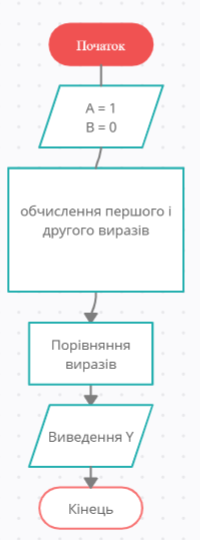 Початок
A = 1
B = 0
обчислення першого і
другого виразів
Порівняння
виразів
Виведення Y
Кінець